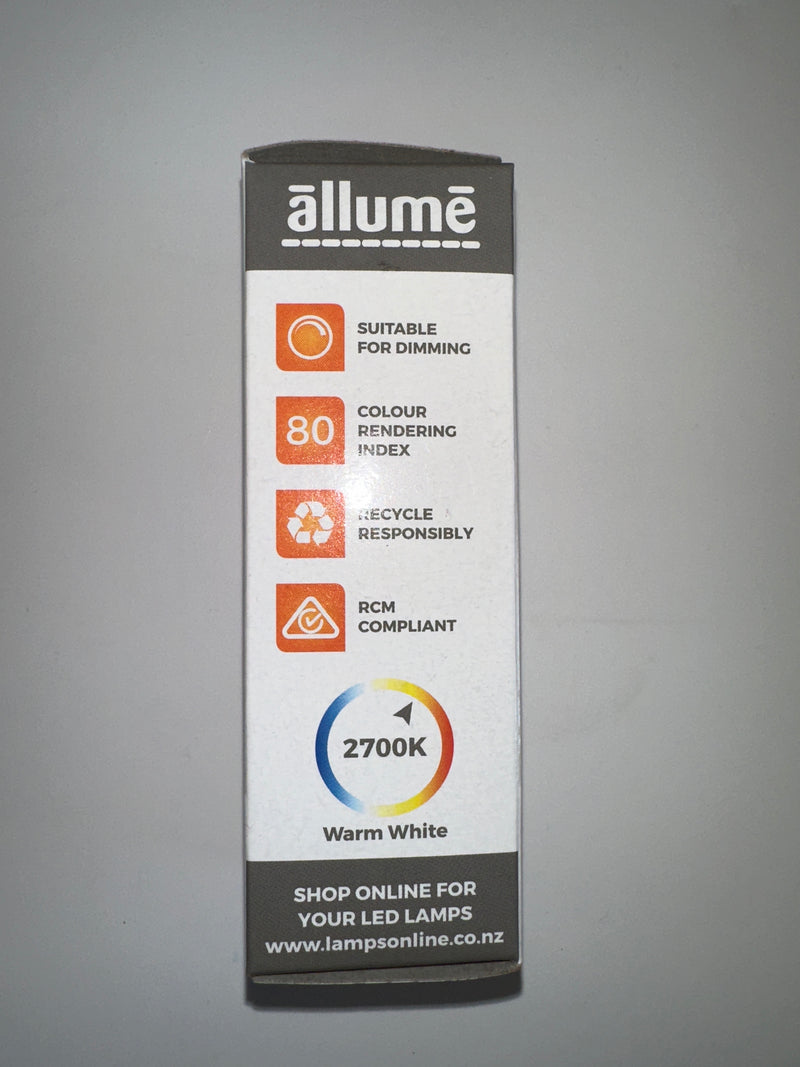 āllumē
SUITABLE
FOR DIMMING
80
COLOUR
RENDERING
INDEX
RECYCLE
RESPONSIBLY
RCM
COMPLIANT
2700K
Warm White
SHOP ONLINE FOR
YOUR LED LAMPS
www.lampsonline.co.nz